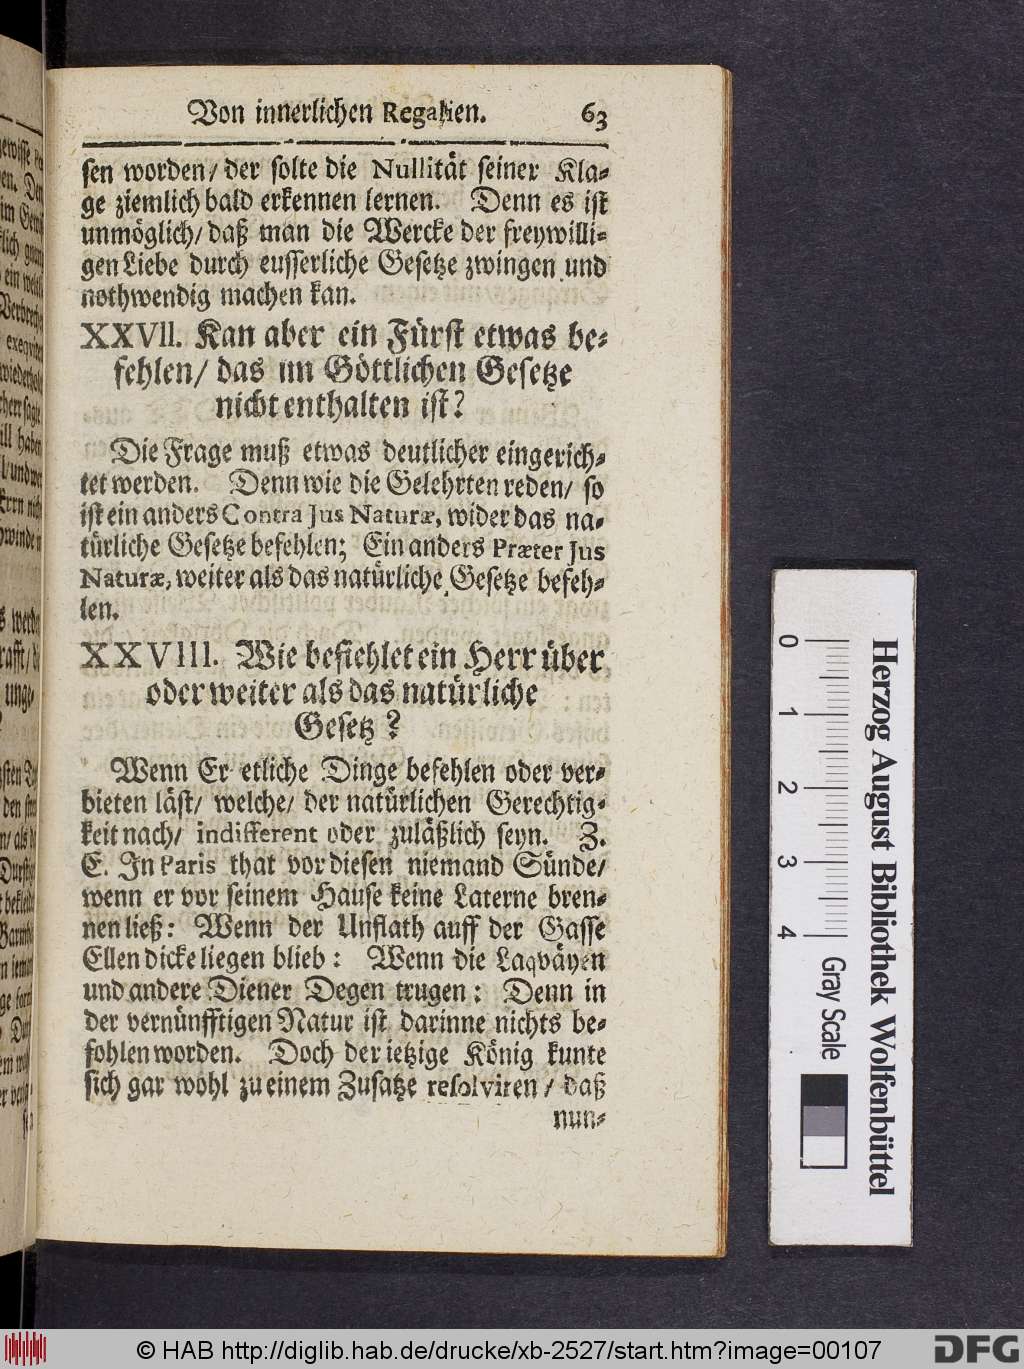 Von innerlichen Regalien. 63
sen worden/ der solte die Nullität seiner Kla-
ge ziemlich bald erkennen lernen. Denn es ist
unmöglich/ daß man die Wercke der freywilli-
gen Liebe durch eusserliche Gesetze zwingen und
nothwendig machen kan.
XXVII. Kan aber ein Fürst etwas be-
fehlen/ das im Göttlichen Gesetze
nicht enthalten ist?
Die Frage muß etwas deutlicher eingerich-
tet werden. Denn wie die Gelehrten reden/ so
ist ein anders Contra Jus Naturæ, wider das na-
türliche Gesetze befehlen; Ein anders Præter Jus
Naturæ, weiter als das natürliche Gesetze befeh-
len.
XXVIII. Wie befiehlet ein Herr über
oder weiter als das natürliche
Gesetz?
Wenn Er etliche Dinge befehlen oder ver-
bieten läst/ welche/ der natürlichen Gerechtig-
keit nach/ indifferent oder zuläßlich seyn. Z.
E. In Paris that vor diesen niemand Sünde/
wenn er vor seinem Hause keine Laterne bren-
nen ließ: Wenn der Unflath auff der Gasse
Ellen dicke liegen blieb: Wenn die Laqväyen
und andere Diener Degen trugen: Denn in
der vernünfftigen Natur ist darinne nichts be-
fohlen worden. Doch der ietzige König kunte
sich gar wohl zu einem Zusatze resolviren/ daß
nun-
0 1 2 3 4
Gray Scale
Herzog August Bibliothek Wolfenbüttel
© HAB http://diglib.hab.de/drucke/xb-2527/start.htm?image=00107
DFG